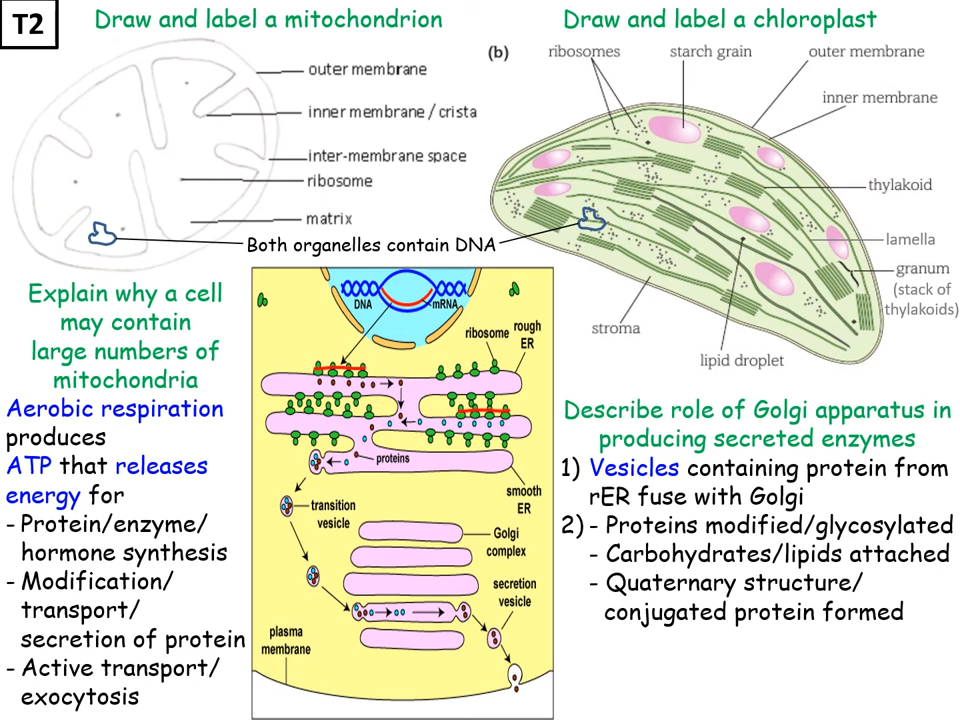 T2
Draw and label a mitochondrion
outer membrane
inner membrane / crista
inter-membrane space
ribosome
matrix
Both organelles contain DNA
Draw and label a chloroplast
(b)
ribosomes
starch grain
outer membrane
inner membrane
thylakoid
lamella
granum
(stack of
thylakoids)
stroma
lipid droplet
Explain why a cell
may contain
large numbers of
mitochondria
Aerobic respiration
produces
ATP that releases
energy for
- Protein/enzyme/
hormone synthesis
- Modification/
transport/
secretion of protein
- Active transport/
exocytosis
DNA
mRNA
ribosome
rough
ER
proteins
smooth
ER
transition
vesicle
Golgi
complex
secretion
vesicle
plasma
membrane
Describe role of Golgi apparatus in
producing secreted enzymes
1) Vesicles containing protein from
rER fuse with Golgi
2) - Proteins modified/glycosylated
- Carbohydrates/lipids attached
- Quaternary structure/
conjugated protein formed